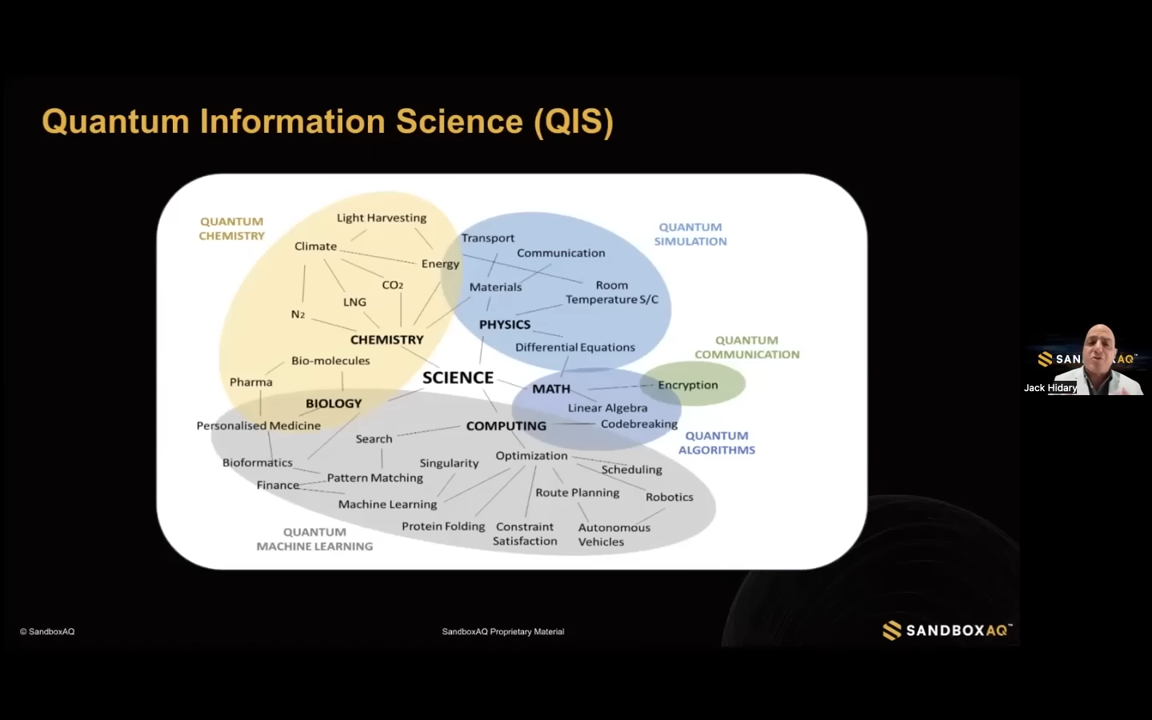 Quantum Information Science (QIS)
QUANTUM
CHEMISTRY
Light Harvesting
Climate
Energy
CO2
LNG
N2
CHEMISTRY
Bio-molecules
Pharma
BIOLOGY
Personalised Medicine
QUANTUM
SIMULATION
Transport
Communication
Materials
Room
Temperature S/C
PHYSICS
Differential Equations
SCIENCE
QUANTUM
COMMUNICATION
MATH
Encryption
Linear Algebra
Codebreaking
QUANTUM
ALGORITHMS
COMPUTING
Search
Optimization
Bioformatics
Singularity
Scheduling
Pattern Matching
Finance
Route Planning
Robotics
Machine Learning
Protein Folding
Constraint
Satisfaction
Autonomous
Vehicles
QUANTUM
MACHINE LEARNING
© SandboxAQ
SandboxAQ Proprietary Material
SANDBOXAQ™
SAN AQ™
Jack Hidary